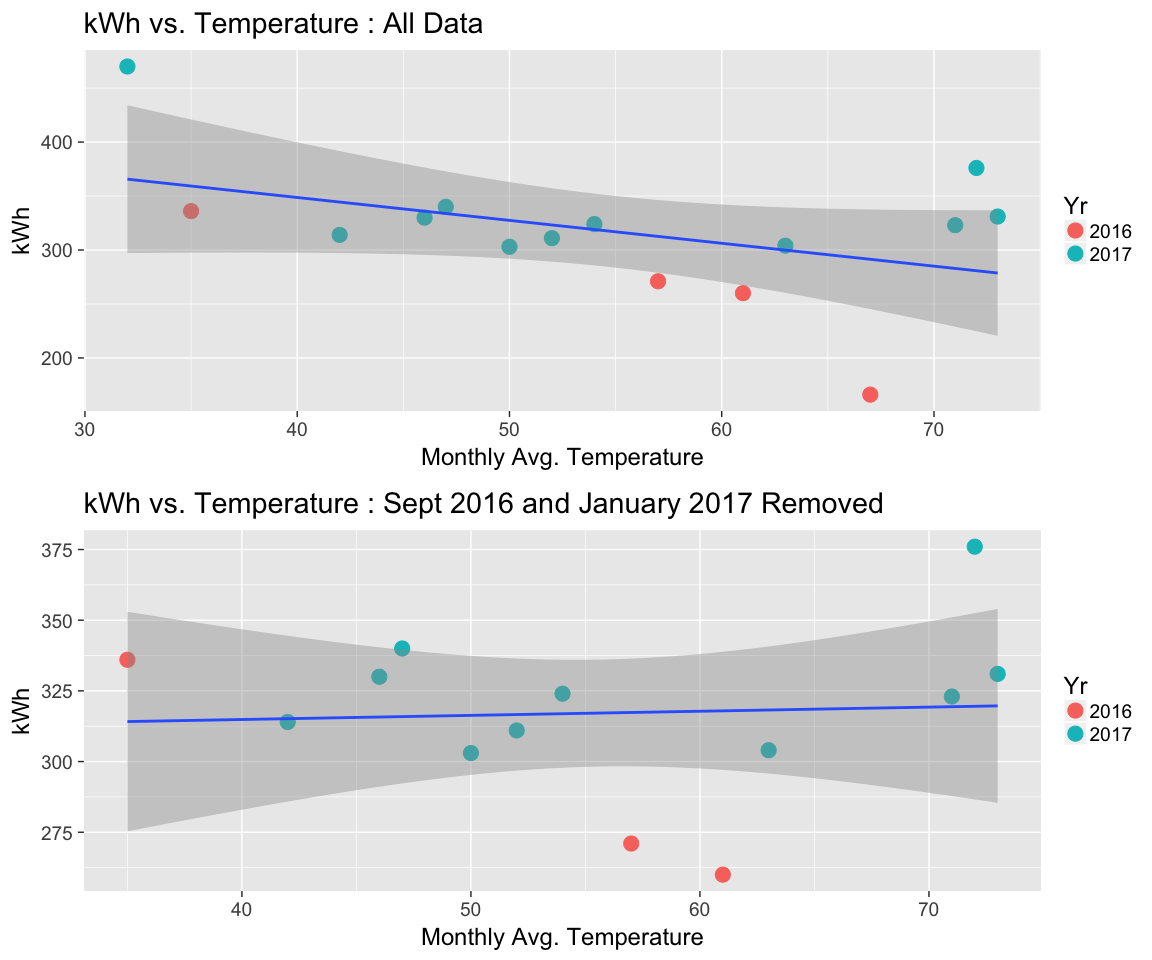 kWh vs. Temperature : All Data
400
300
200
kWh
30 40 50 60 70
Monthly Avg. Temperature
Yr
2016
2017
kWh vs. Temperature : Sept 2016 and January 2017 Removed
375
350
325
300
275
kWh
40 50 60 70
Monthly Avg. Temperature
Yr
2016
2017